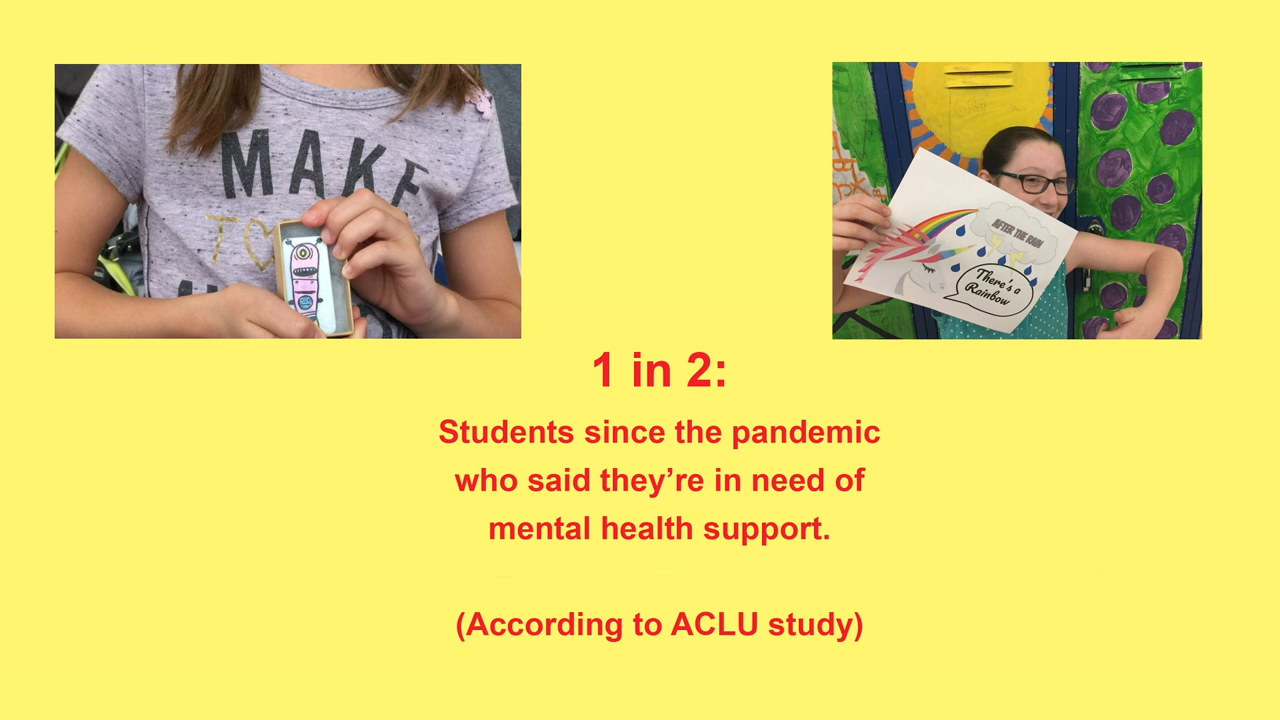 MAKE
TO
AFTER THE RAIN
There's a
Rainbow
1 in 2:
Students since the pandemic
who said they’re in need of
mental health support.
(According to ACLU study)